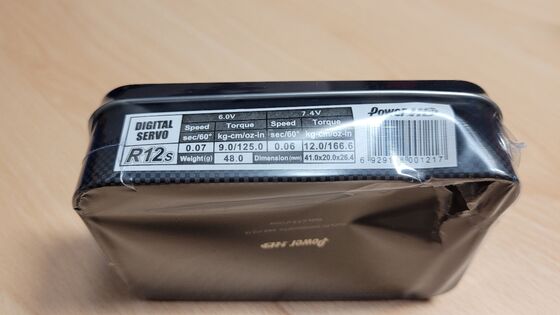 DIGITAL SERVO
R12s
6.0V 7.4V
Speed Torque Speed Torque
sec/60° kg-cm/oz-in sec/60° kg-cm/oz-in
0.07 9.0/125.0 0.06 12.0/166.6
Weight(g) 48.0 Dimension(mm) 41.0x20.0x26.4
Power HD
001217
Power HD